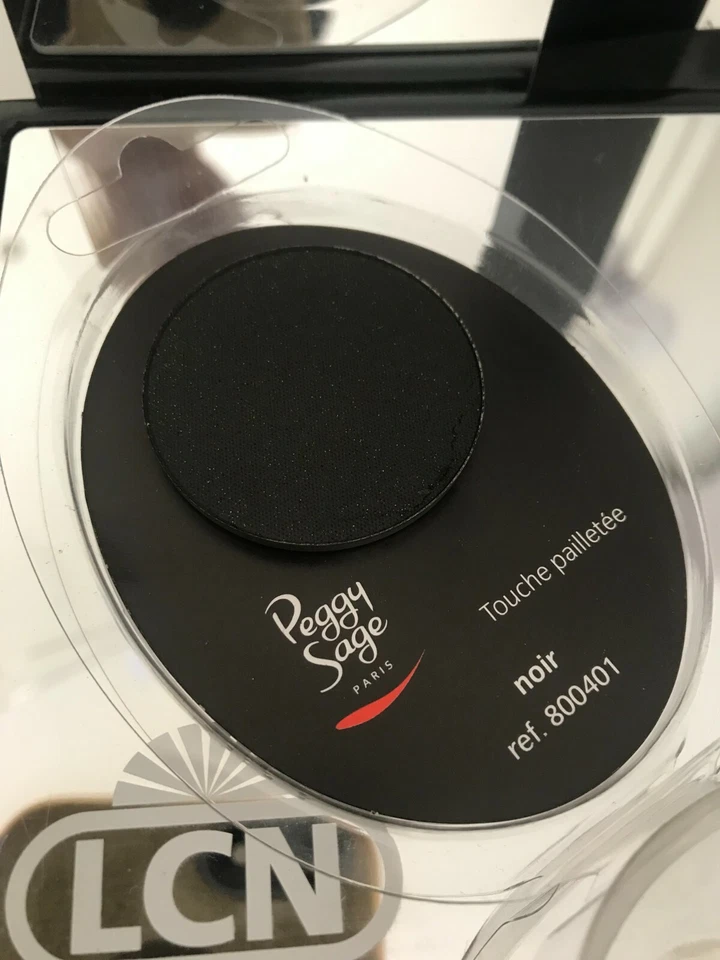 Peggy
Sage
PARIS
Touche pailletée
noir
ref. 800401
LCN